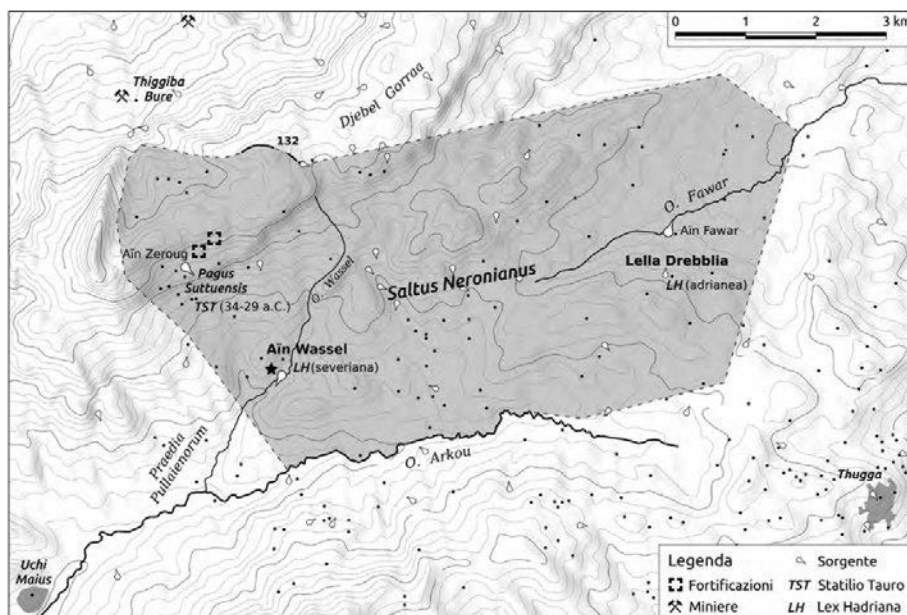 0 1 2 3 km
Thiggiba
Bure
Djebel Gorraa
132
O. Fawar
Aïn Fawar
Aïn Zeroug
Pagus
Suttuensis
TST (34-29 a.C.)
O. Wassel
Saltus Neronianus
Lella Drebblia
LH (adrianea)
Aïn Wassel
LH (severiana)
Praedia
Pullaienorum
O. Arkou
Thugga
Uchi
Maius
Legenda
Fortificazioni
Miniere
Sorgente
TST Statilio Tauro
LH Lex Hadriana